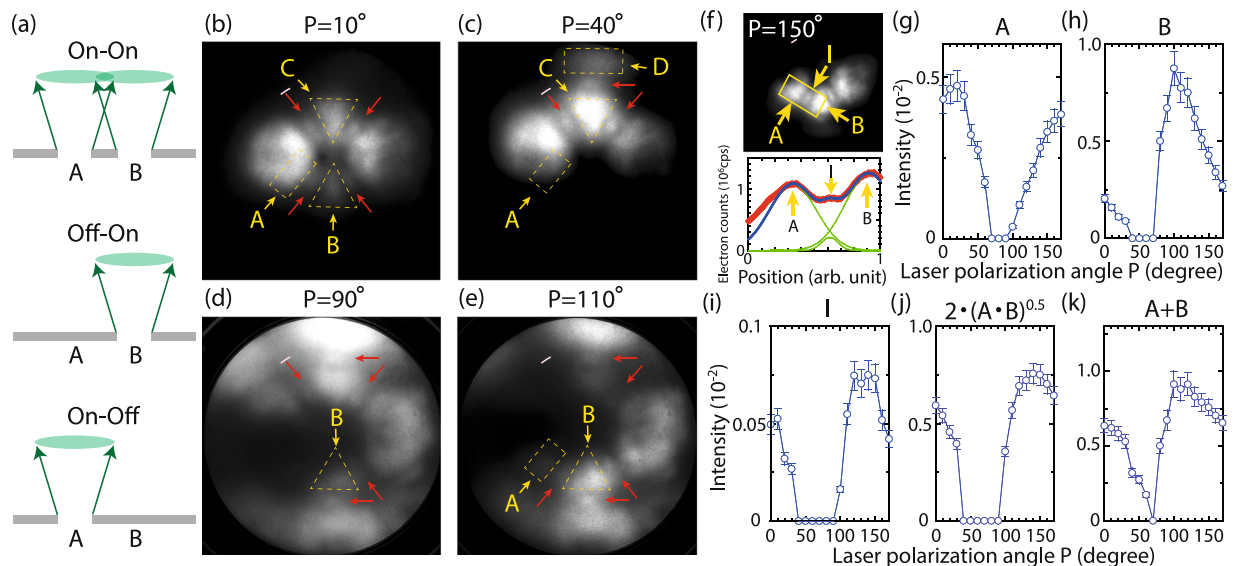 (a)
On-On
A B
Off-On
A B
On-Off
A B
(b)
P=10°
C
A
B
(c)
P=40°
C
D
A
(d)
P=90°
B
(e)
P=110°
B
A
(f)
P=150°
I
A
B
Electron counts (10⁶cps)
1
0
I
A
B
0 1
Position (arb. unit)
(g)
A
Intensity (10⁻²)
0.5
0
0 50 100 150
(h)
B
1.0
0.5
0
0 50 100 150
Laser polarization angle P (degree)
(i)
I
Intensity (10⁻²)
0.1
0.05
0
0 50 100 150
(j)
2•(A•B)⁰·⁵
1.0
0.5
0
0 50 100 150
(k)
A+B
1.2
0.8
0.4
0
0 50 100 150
Laser polarization angle P (degree)